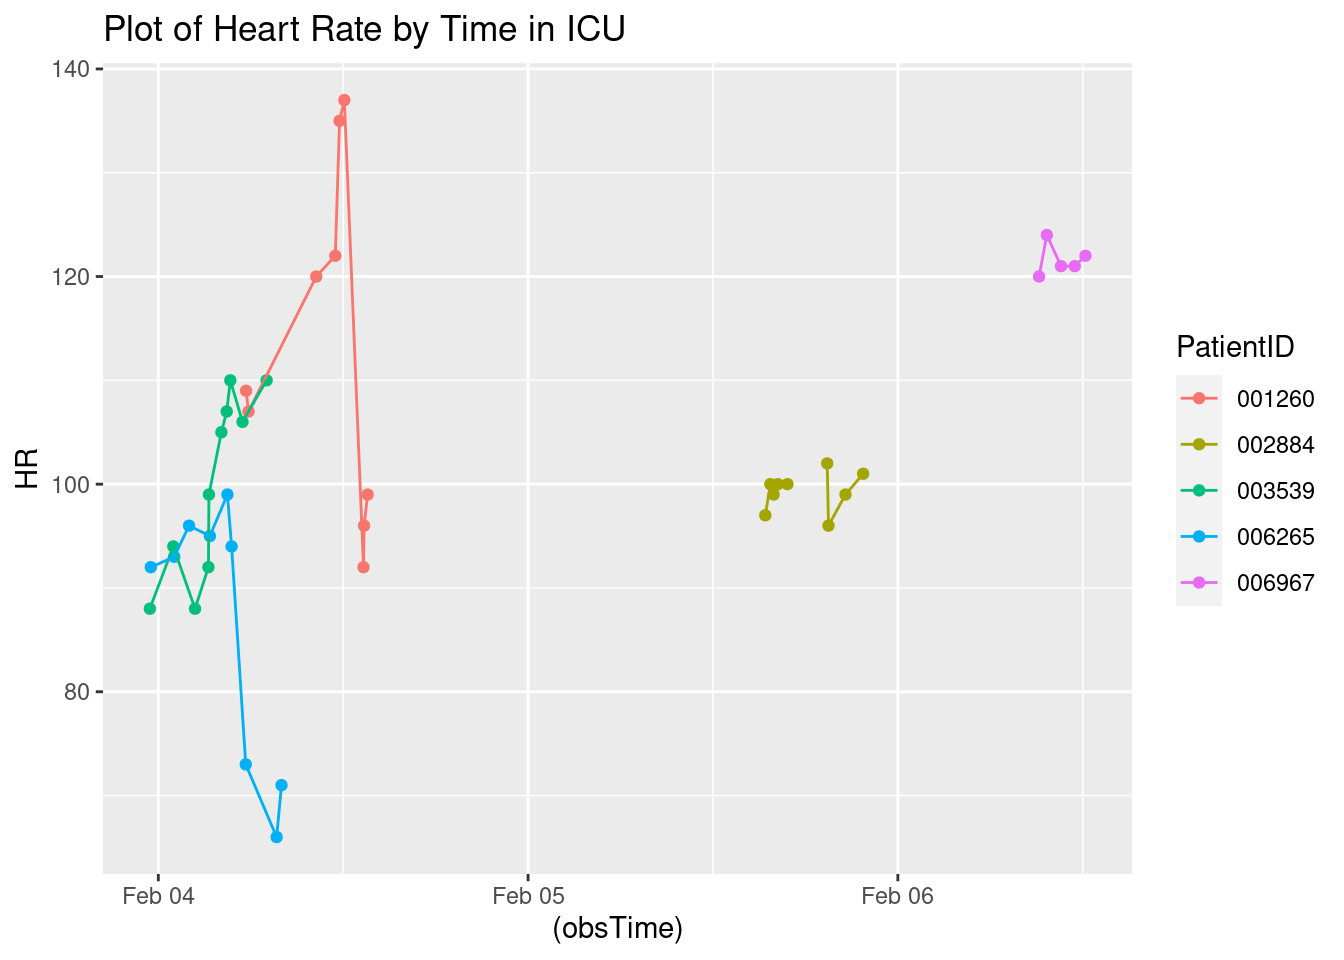 Plot of Heart Rate by Time in ICU
140
120
100
80
HR
Feb 04
Feb 05
Feb 06
(obsTime)
PatientID
001260
002884
003539
006265
006967